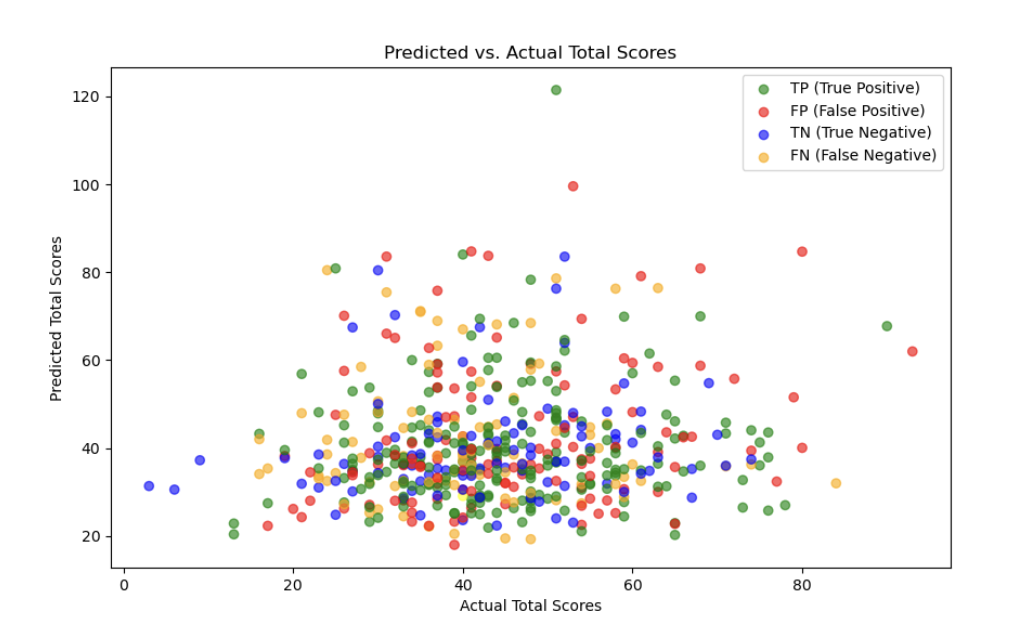 Predicted vs. Actual Total Scores
TP (True Positive)
FP (False Positive)
TN (True Negative)
FN (False Negative)
Predicted Total Scores
120
100
80
60
40
20
0 20 40 60 80
Actual Total Scores